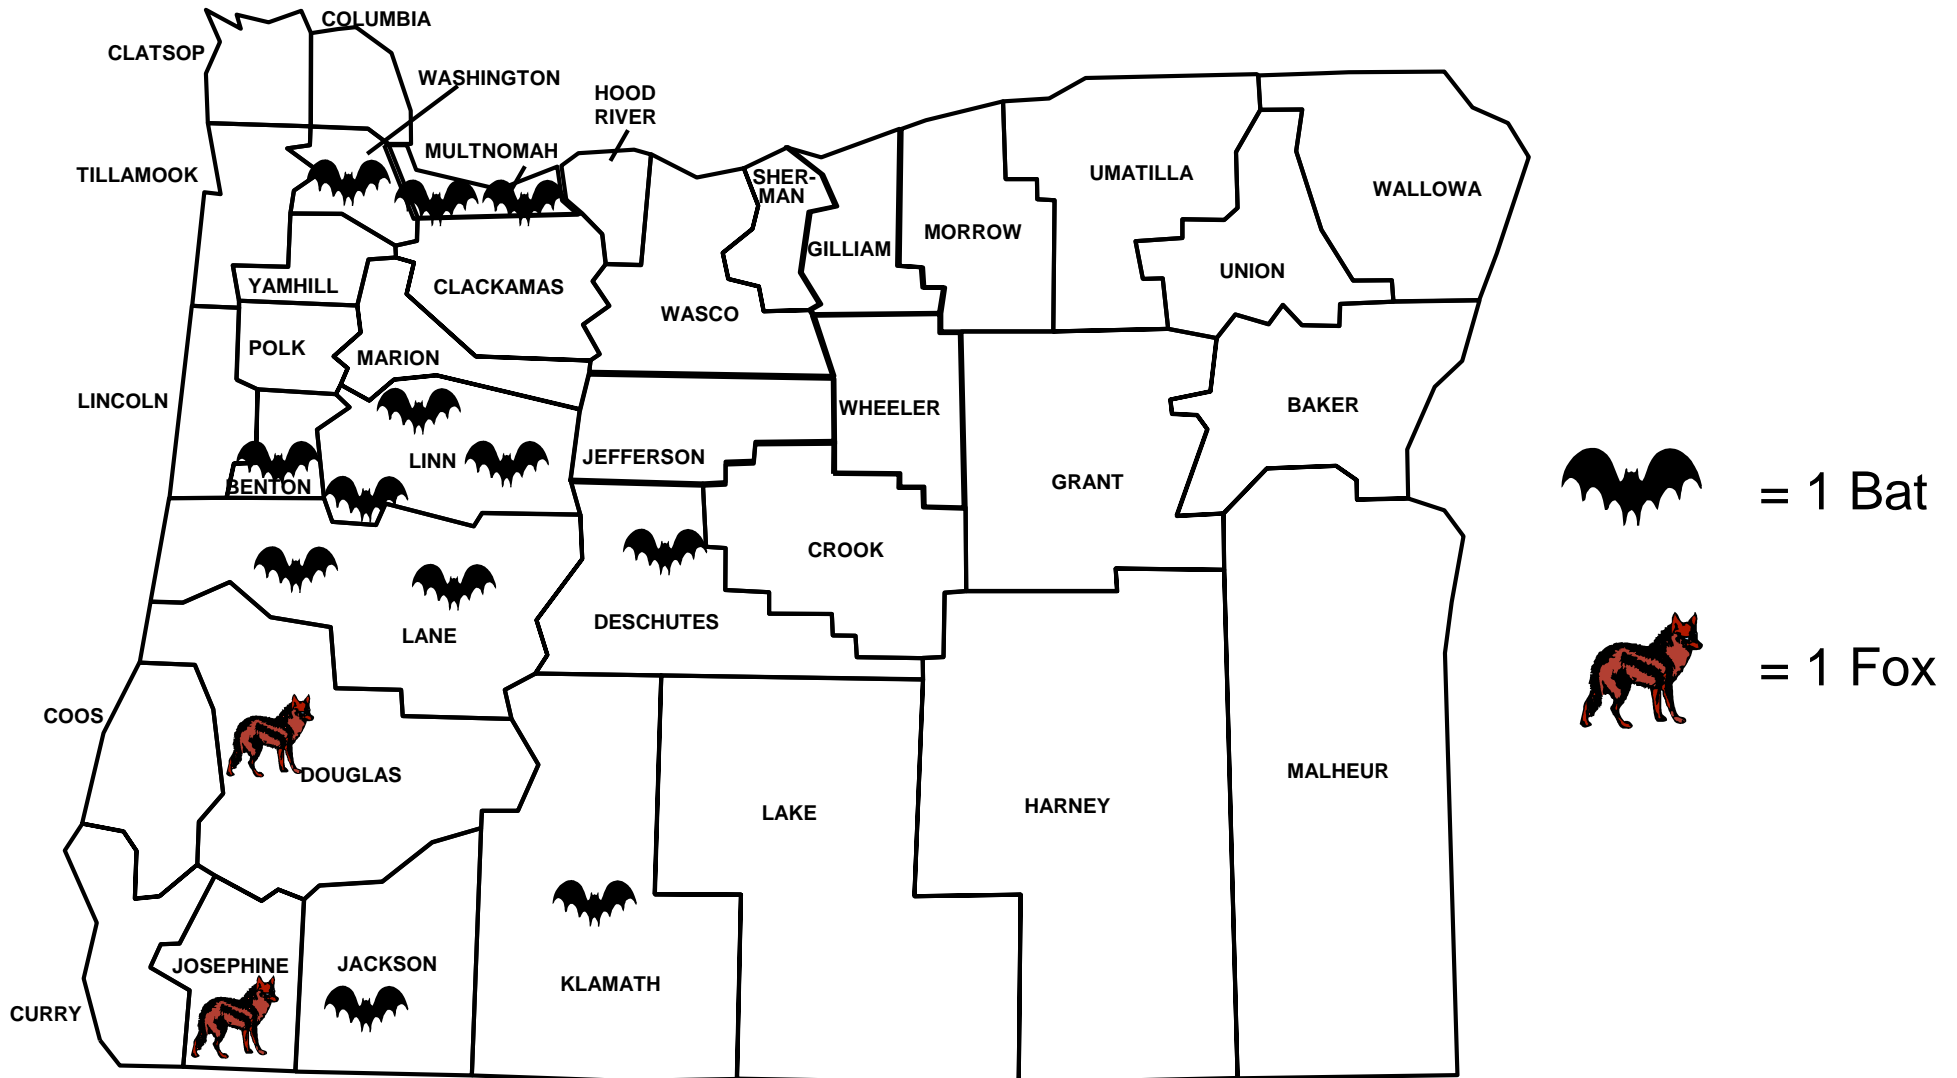 COLUMBIA
CLATSOP
WASHINGTON
HOOD
RIVER
MULTNOMAH
TILLAMOOK
SHER-
MAN
UMATILLA
WALLOWA
GILLIAM
MORROW
UNION
YAMHILL
CLACKAMAS
WASCO
POLK
MARION
LINCOLN
WHEELER
BAKER
LINN
JEFFERSON
GRANT
BENTON
= 1 Bat
CROOK
DESCHUTES
LANE
= 1 Fox
COOS
DOUGLAS
MALHEUR
LAKE
HARNEY
JOSEPHINE
JACKSON
KLAMATH
CURRY